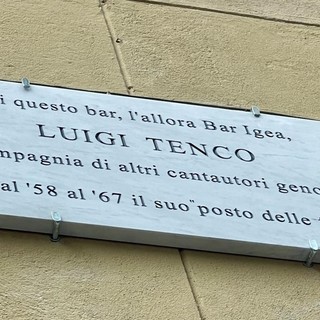 i questo bar, l'allora Bar Igea,
LUIGI TENCO
mpagnia di altri cantautori geno
al '58 al '67 il suo "posto delle